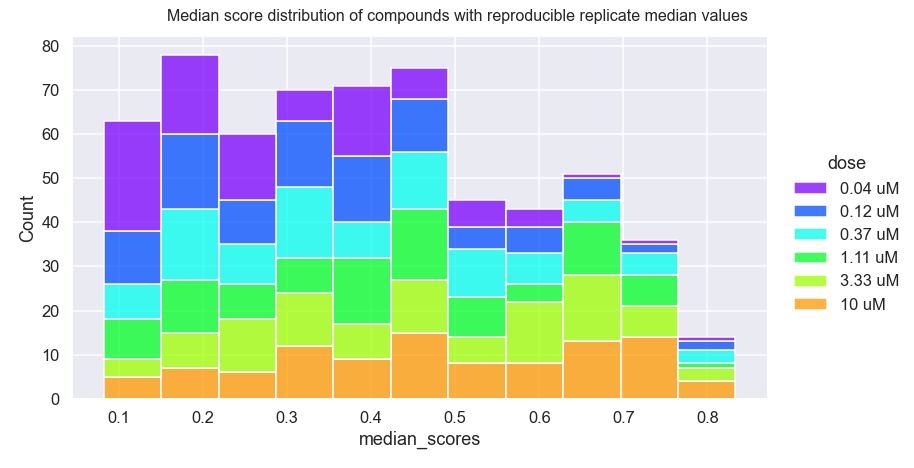 Median score distribution of compounds with reproducible replicate median values
80
70
60
50
40
30
20
10
0
Count
0.1 0.2 0.3 0.4 0.5 0.6 0.7 0.8
median_scores
dose
0.04 uM
0.12 uM
0.37 uM
1.11 uM
3.33 uM
10 uM